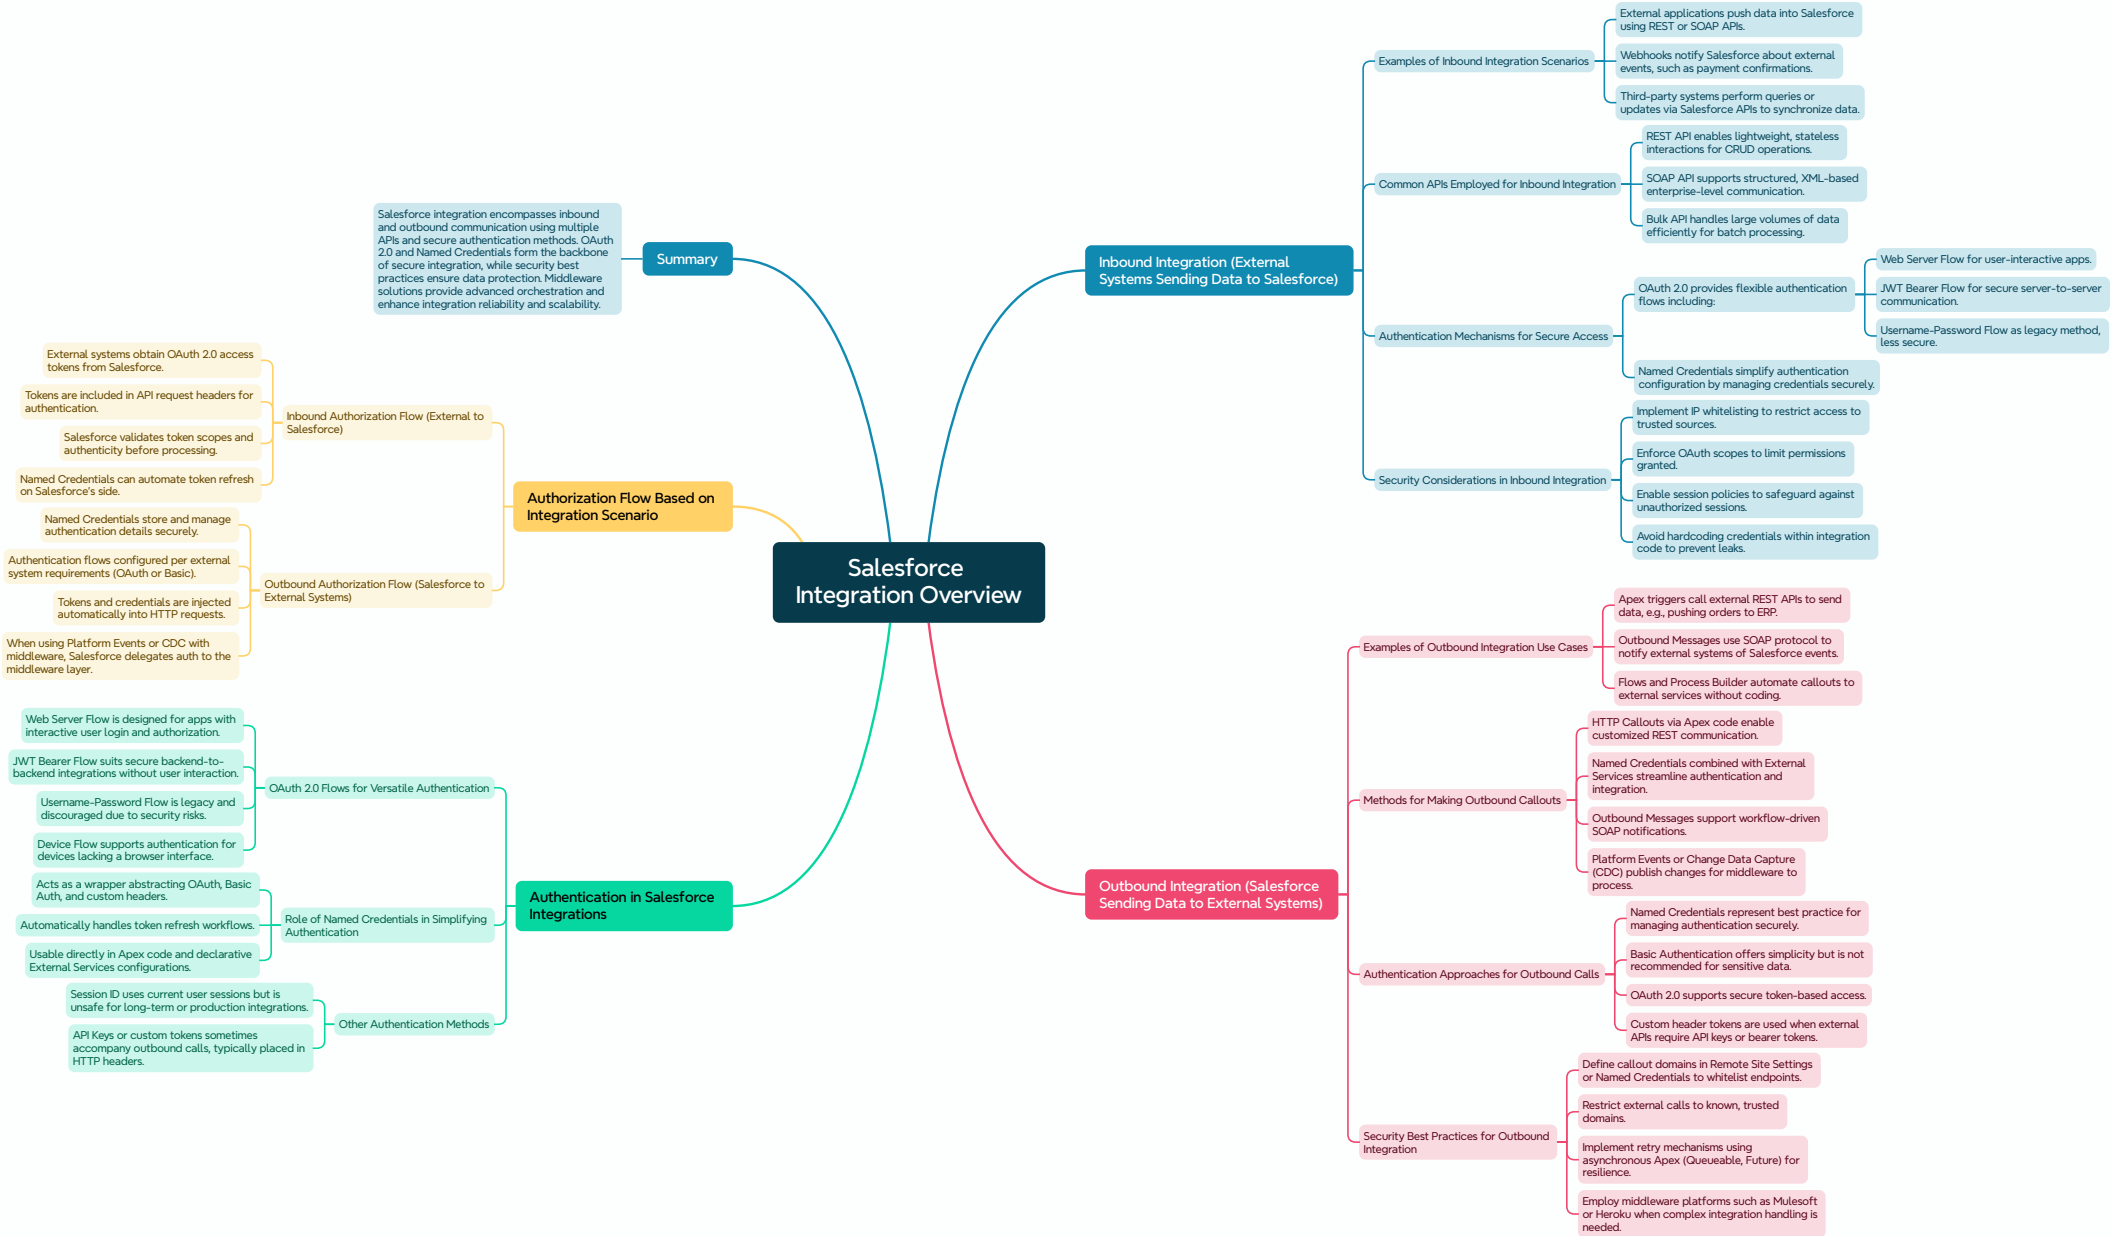 Salesforce
Integration Overview
Summary
Salesforce integration encompasses inbound
and outbound communication using multiple
APIs and secure authentication methods. OAuth
2.0 and Named Credentials form the backbone
of secure integration, while security best
practices ensure data protection. Middleware
solutions provide advanced orchestration and
enhance integration reliability and scalability.
Inbound Integration (External
Systems Sending Data to Salesforce)
Examples of Inbound Integration Scenarios
External applications push data into Salesforce
using REST or SOAP APIs.
Webhooks notify Salesforce about external
events, such as payment confirmations.
Third-party systems perform queries or
updates via Salesforce APIs to synchronize data.
Common APIs Employed for Inbound Integration
REST API enables lightweight, stateless
interactions for CRUD operations.
SOAP API supports structured, XML-based
enterprise-level communication.
Bulk API handles large volumes of data
efficiently for batch processing.
Authentication Mechanisms for Secure Access
OAuth 2.0 provides flexible authentication
flows including:
Web Server Flow for user-interactive apps.
JWT Bearer Flow for secure server-to-server
communication.
Username-Password Flow as legacy method,
less secure.
Named Credentials simplify authentication
configuration by managing credentials securely.
Security Considerations in Inbound Integration
Implement IP whitelisting to restrict access to
trusted sources.
Enforce OAuth scopes to limit permissions
granted.
Enable session policies to safeguard against
unauthorized sessions.
Avoid hardcoding credentials within integration
code to prevent leaks.
Outbound Integration (Salesforce
Sending Data to External Systems)
Examples of Outbound Integration Use Cases
Apex triggers call external REST APIs to send
data, e.g., pushing orders to ERP.
Outbound Messages use SOAP protocol to
notify external systems of Salesforce events.
Flows and Process Builder automate callouts to
external services without coding.
Methods for Making Outbound Callouts
HTTP Callouts via Apex code enable
customized REST communication.
Named Credentials combined with External
Services streamline authentication and
integration.
Outbound Messages support workflow-driven
SOAP notifications.
Platform Events or Change Data Capture
(CDC) publish changes for middleware to
process.
Authentication Approaches for Outbound Calls
Named Credentials represent best practice for
managing authentication securely.
Basic Authentication offers simplicity but is not
recommended for sensitive data.
OAuth 2.0 supports secure token-based access.
Custom header tokens are used when external
APIs require API keys or bearer tokens.
Security Best Practices for Outbound
Integration
Define callout domains in Remote Site Settings
or Named Credentials to whitelist endpoints.
Restrict external calls to known, trusted
domains.
Implement retry mechanisms using
asynchronous Apex (Queueable, Future) for
resilience.
Employ middleware platforms such as Mulesoft
or Heroku when complex integration handling is
needed.
Authorization Flow Based on
Integration Scenario
Inbound Authorization Flow (External to
Salesforce)
External systems obtain OAuth 2.0 access
tokens from Salesforce.
Tokens are included in API request headers for
authentication.
Salesforce validates token scopes and
authenticity before processing.
Named Credentials can automate token refresh
on Salesforce's side.
Outbound Authorization Flow (Salesforce to
External Systems)
Named Credentials store and manage
authentication details securely.
Authentication flows configured per external
system requirements (OAuth or Basic).
Tokens and credentials are injected
automatically into HTTP requests.
When using Platform Events or CDC with
middleware, Salesforce delegates auth to the
middleware layer.
Authentication in Salesforce
Integrations
OAuth 2.0 Flows for Versatile Authentication
Web Server Flow is designed for apps with
interactive user login and authorization.
JWT Bearer Flow suits secure backend-to-
backend integrations without user interaction.
Username-Password Flow is legacy and
discouraged due to security risks.
Device Flow supports authentication for
devices lacking a browser interface.
Role of Named Credentials in Simplifying
Authentication
Acts as a wrapper abstracting OAuth, Basic
Auth, and custom headers.
Automatically handles token refresh workflows.
Usable directly in Apex code and declarative
External Services configurations.
Other Authentication Methods
Session ID uses current user sessions but is
unsafe for long-term or production integrations.
API Keys or custom tokens sometimes
accompany outbound calls, typically placed in
HTTP headers.